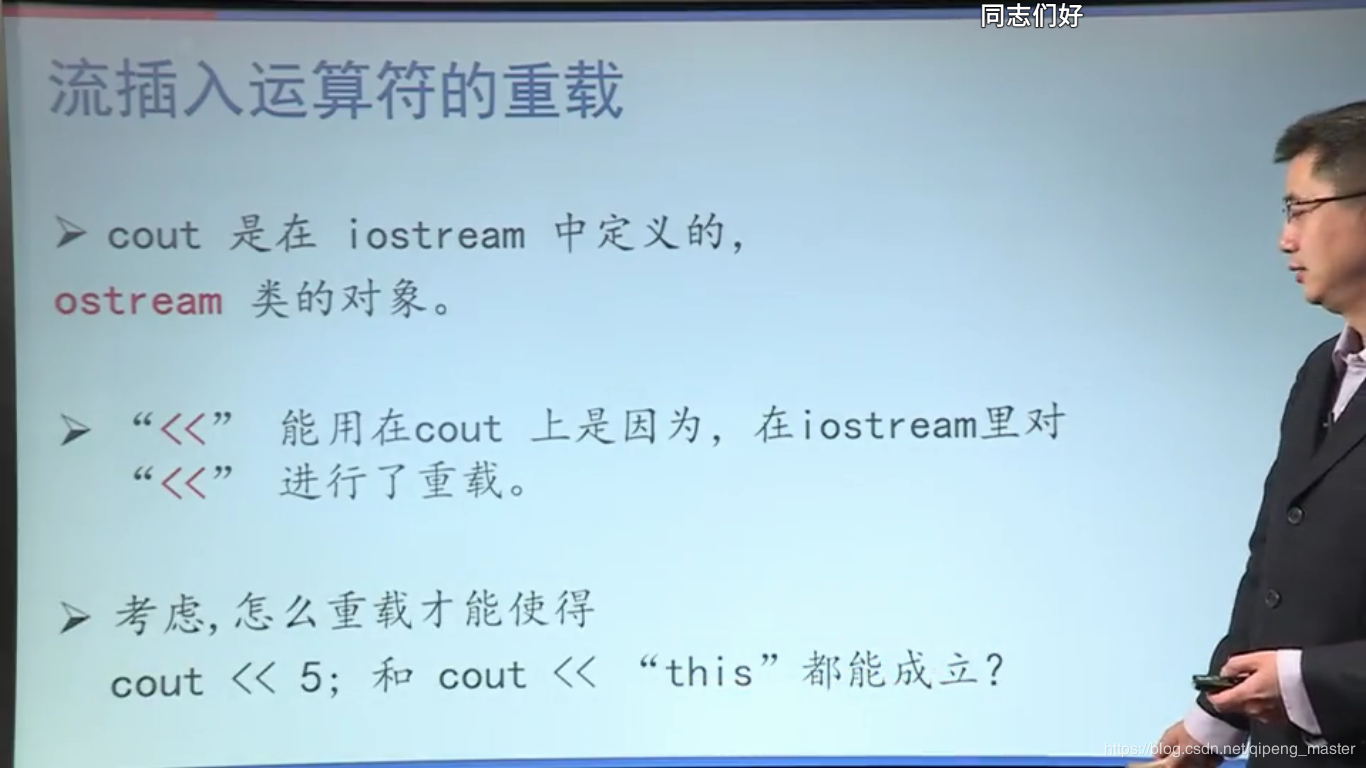 同志们好
流插入运算符的重载
cout 是在 iostream 中定义的，
ostream 类的对象。
“<<” 能用在cout 上是因为，在iostream里对
“<<” 进行了重载。
考虑,怎么重载才能使得
cout << 5; 和 cout << “this”都能成立？
https://blog.csdn.net/qipeng_master